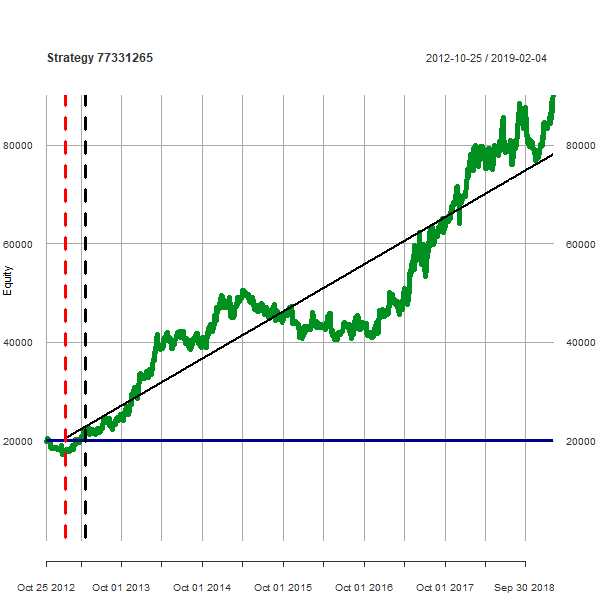 Strategy 77331265
2012-10-25 / 2019-02-04
80000 80000
60000 60000
Equity
40000 40000
20000 20000
Oct 25 2012 Oct 01 2013 Oct 01 2014 Oct 01 2015 Oct 01 2016 Oct 01 2017 Sep 30 2018